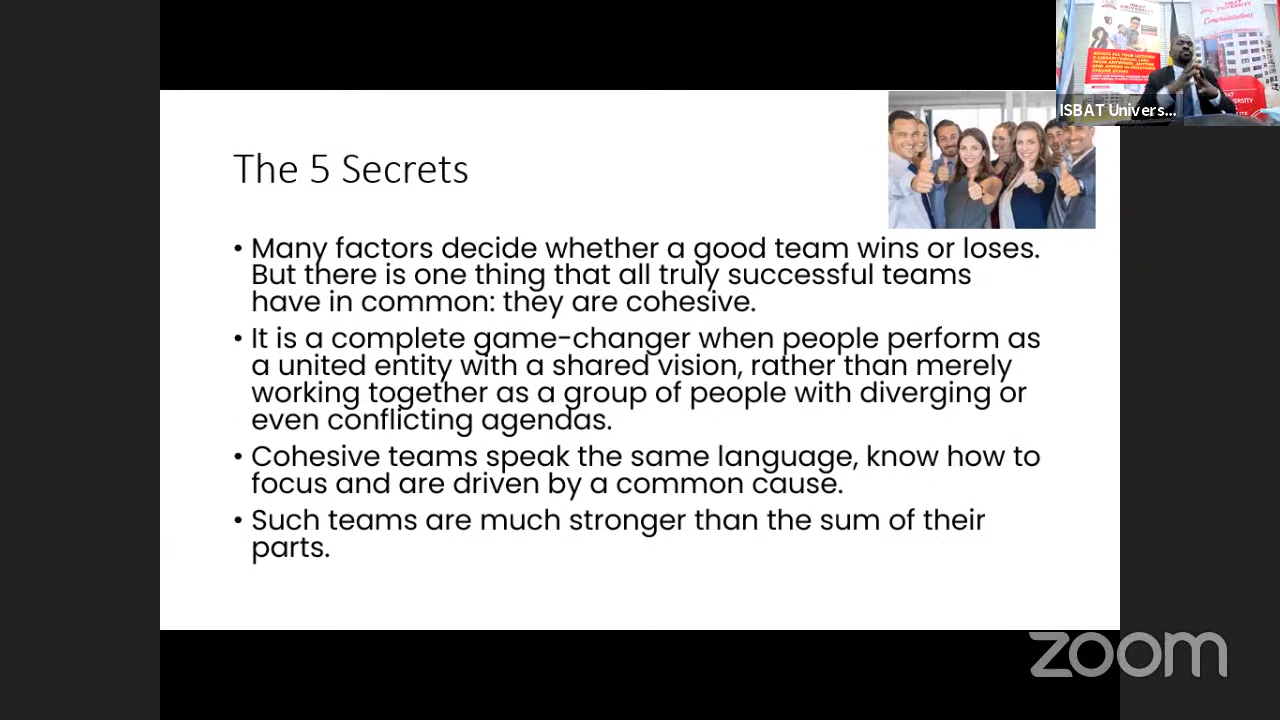 ISBAT UNIVERSITY
UNIVERSITY
Congratulations
ISBAT Univers...
The 5 Secrets
• Many factors decide whether a good team wins or loses.
But there is one thing that all truly successful teams
have in common: they are cohesive.
• It is a complete game-changer when people perform as
a united entity with a shared vision, rather than merely
working together as a group of people with diverging or
even conflicting agendas.
• Cohesive teams speak the same language, know how to
focus and are driven by a common cause.
• Such teams are much stronger than the sum of their
parts.
zoom